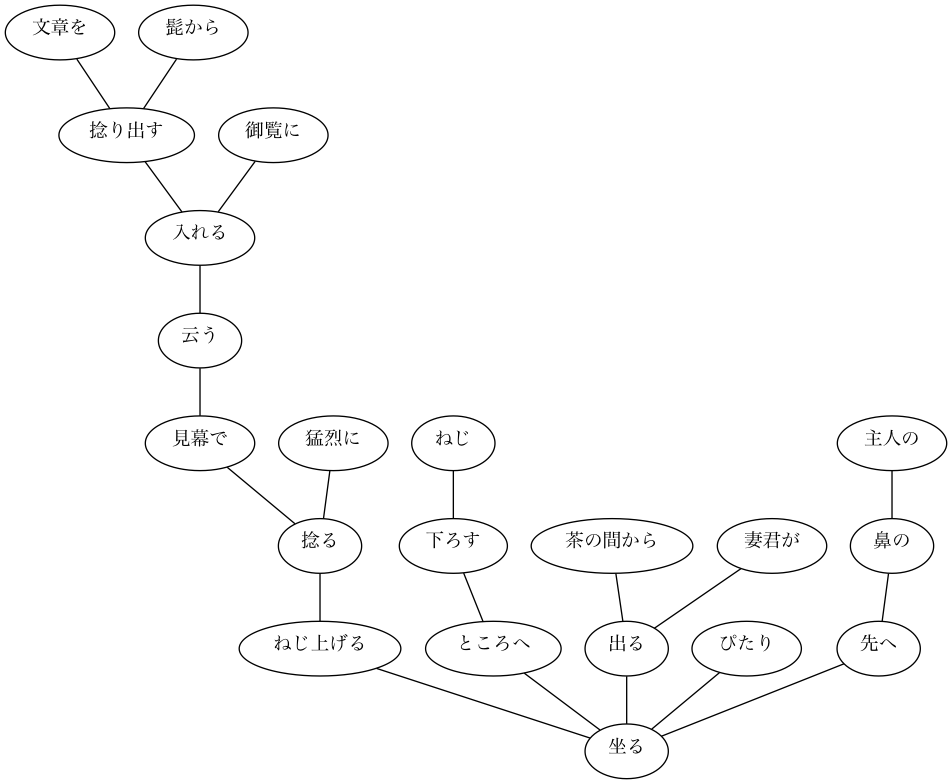 文章を
髭から
捻り出す
御覧に
入れる
云う
見幕で
猛烈に
ねじ
主人の
捻る
下ろす
茶の間から
妻君が
鼻の
ねじ上げる
ところへ
出る
ぴたり
先へ
坐る